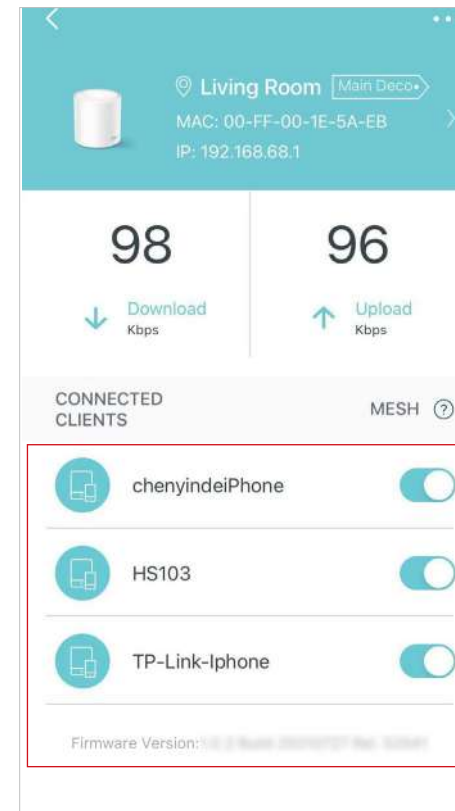 Living Room Main Deco
MAC: 00-FF-00-1E-5A-EB
IP: 192.168.68.1
98 96
Download Upload
Kbps Kbps
CONNECTED
CLIENTS
MESH ?
chenyindeiPhone
HS103
TP-Link-Iphone
Firmware Version: